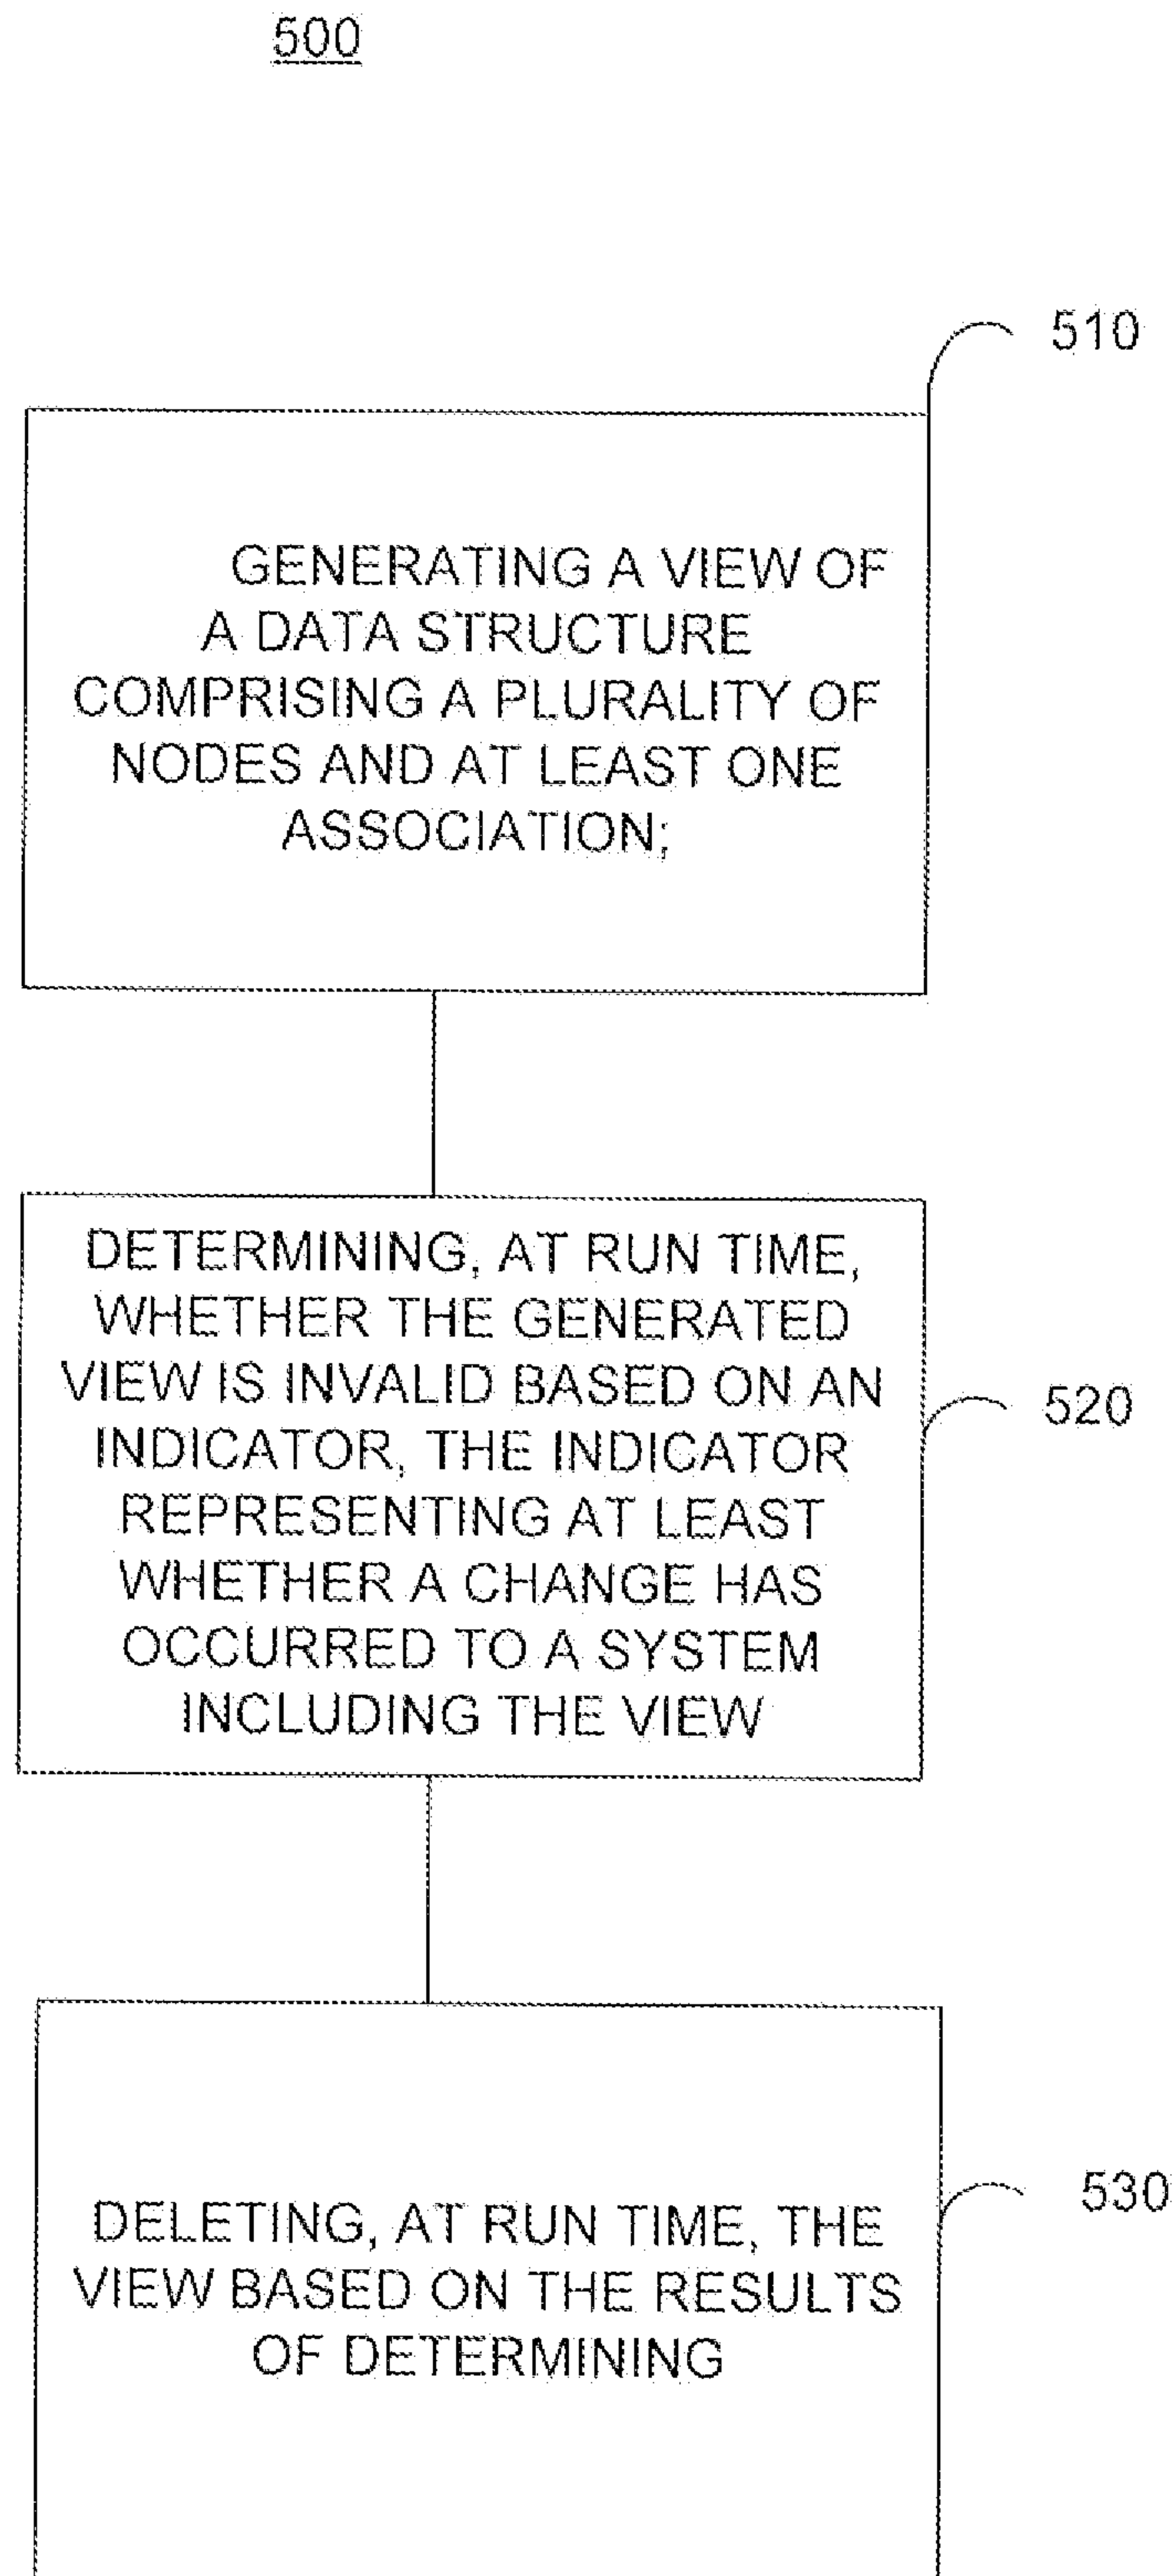 500
510
GENERATING A VIEW OF
A DATA STRUCTURE
COMPRISING A PLURALITY OF
NODES AND AT LEAST ONE
ASSOCIATION;
DETERMINING, AT RUN TIME,
WHETHER THE GENERATED
VIEW IS INVALID BASED ON AN
INDICATOR, THE INDICATOR
REPRESENTING AT LEAST
WHETHER A CHANGE HAS
OCCURRED TO A SYSTEM
INCLUDING THE VIEW
520
DELETING, AT RUN TIME, THE
VIEW BASED ON THE RESULTS
OF DETERMINING
530